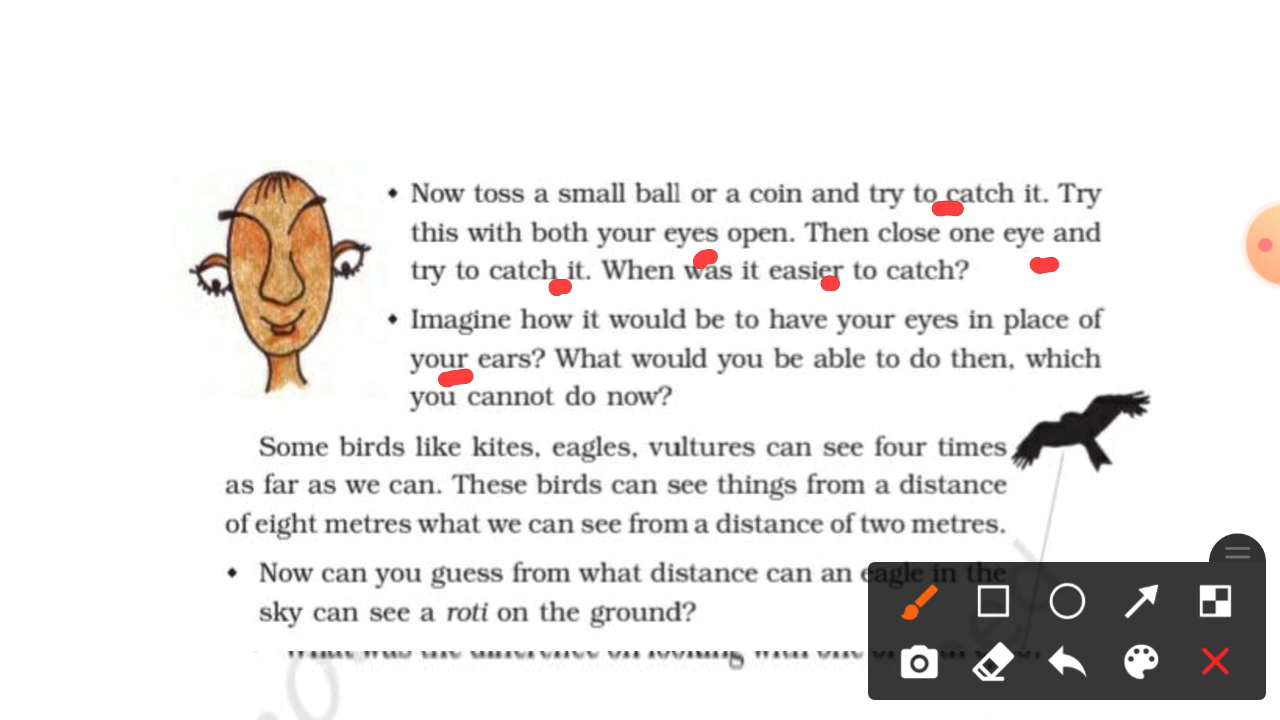 • Now toss a small ball or a coin and try to catch it. Try
this with both your eyes open. Then close one eye and
try to catch it. When was it easier to catch?
• Imagine how it would be to have your eyes in place of
your ears? What would you be able to do then, which
you cannot do now?
Some birds like kites, eagles, vultures can see four times
as far as we can. These birds can see things from a distance
of eight metres what we can see from a distance of two metres.
• Now can you guess from what distance can an eagle in the
sky can see a roti on the ground?